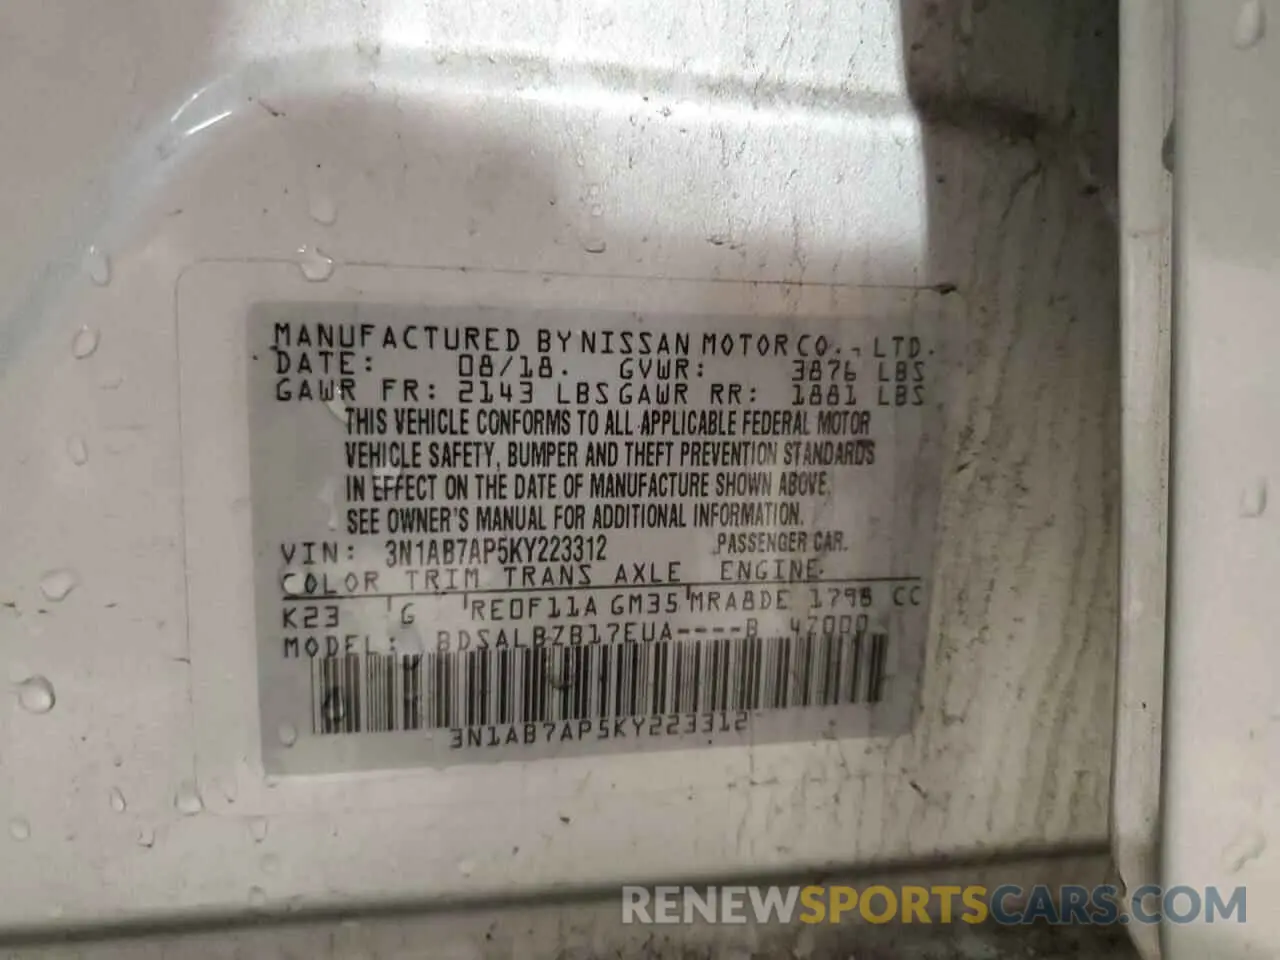 MANUFACTURED BY NISSAN MOTOR CO., LTD.
DATE: 08/18. GVWR: 3876 LBS
GAWR FR: 2143 LBS GAWR RR: 1881 LBS
THIS VEHICLE CONFORMS TO ALL APPLICABLE FEDERAL MOTOR
VEHICLE SAFETY, BUMPER AND THEFT PREVENTION STANDARDS
IN EFFECT ON THE DATE OF MANUFACTURE SHOWN ABOVE.
SEE OWNER'S MANUAL FOR ADDITIONAL INFORMATION.
VIN: 3N1AB7AP5KY223312 PASSENGER CAR.
COLOR TRIM TRANS AXLE ENGINE
K23 G RE0F11A GM35 MRA8DE 1798 CC
MODEL: BDSALBZB17EUA----B 47000
3N1AB7AP5KY223312
RENEWSPORTSCARS.COM